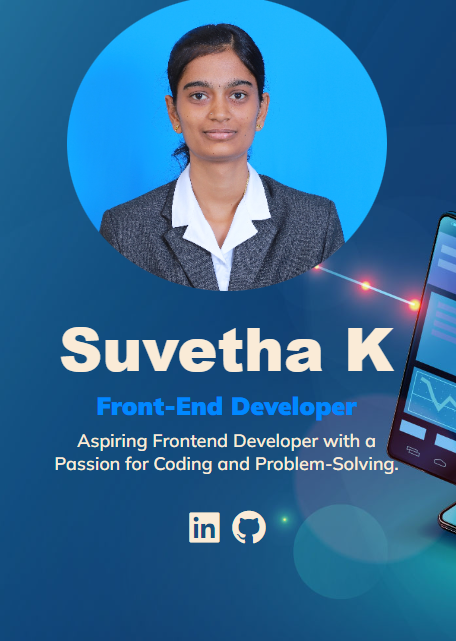 Suvetha K
Front-End Developer
Aspiring Frontend Developer with a
Passion for Coding and Problem-Solving.
in